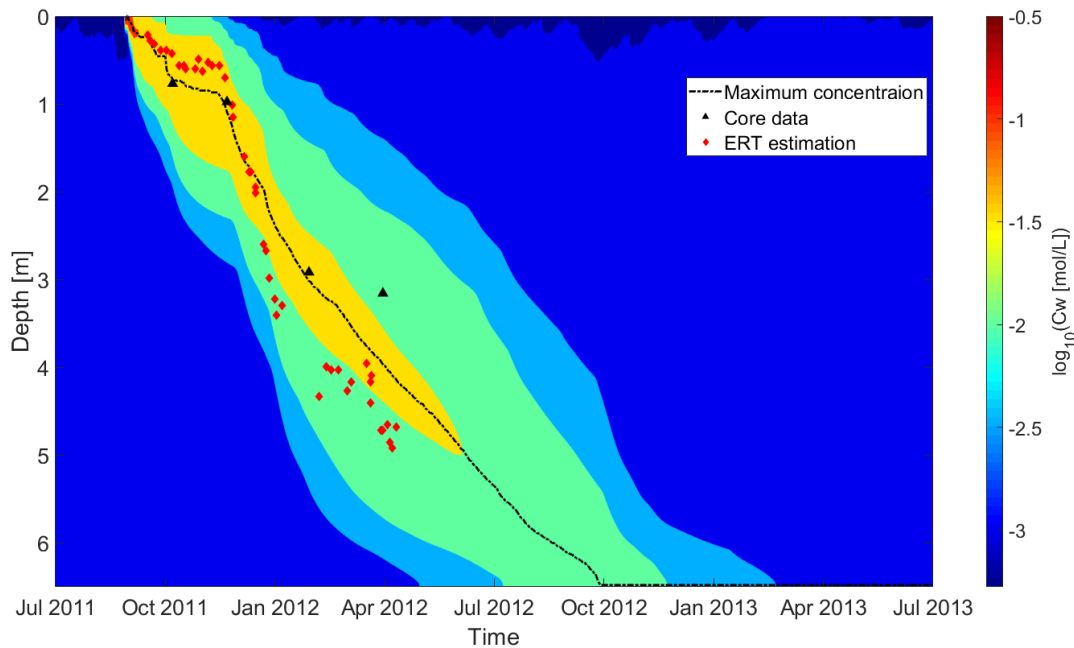 0
1
2
3
4
5
6
Depth [m]
Jul 2011
Oct 2011
Jan 2012
Apr 2012
Jul 2012
Oct 2012
Jan 2013
Apr 2013
Jul 2013
Time
Maximum concentraion
Core data
ERT estimation
-0.5
-1
-1.5
-2
-2.5
-3
log10(Cw [mol/L])